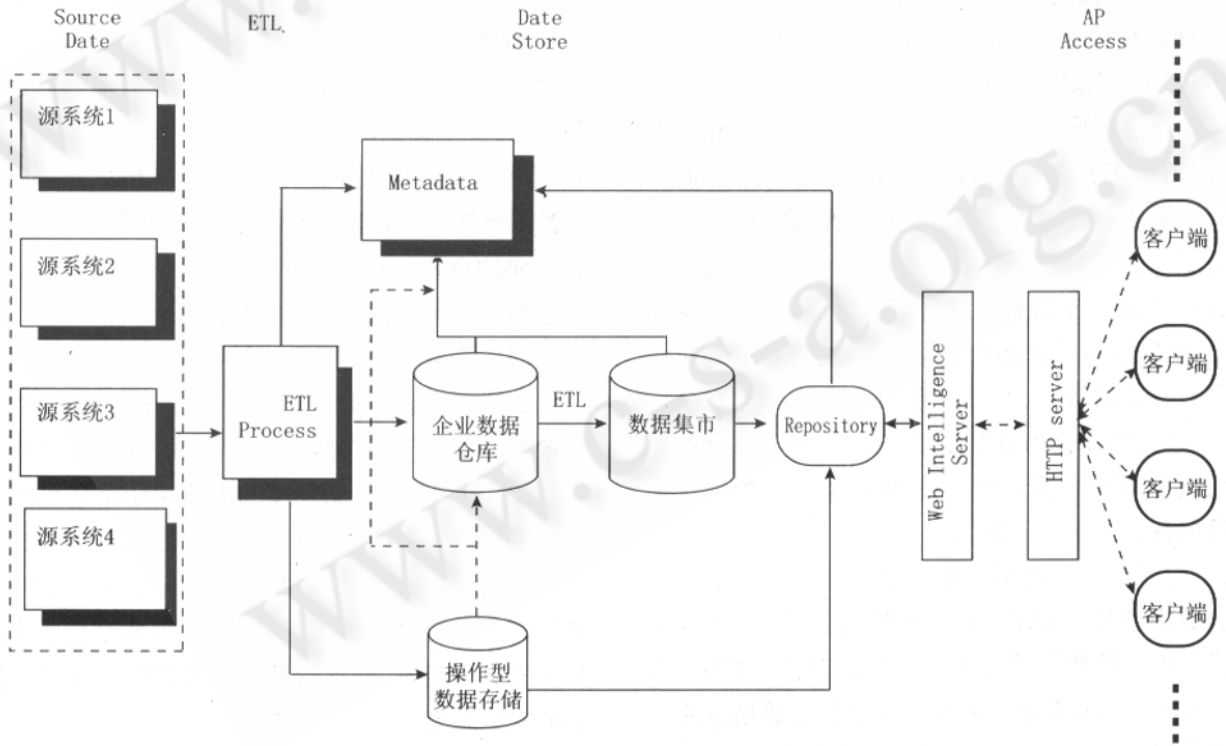 Source
Date
ETL
Date
Store
AP
Access
源系统1
源系统2
源系统3
源系统4
ETL
Process
Metadata
企业数据
仓库
ETL
数据集市
操作型
数据存储
Repository
Web Intelligence
Server
HTTP server
客户端
客户端
客户端
客户端
www.c-s-a.org.cn